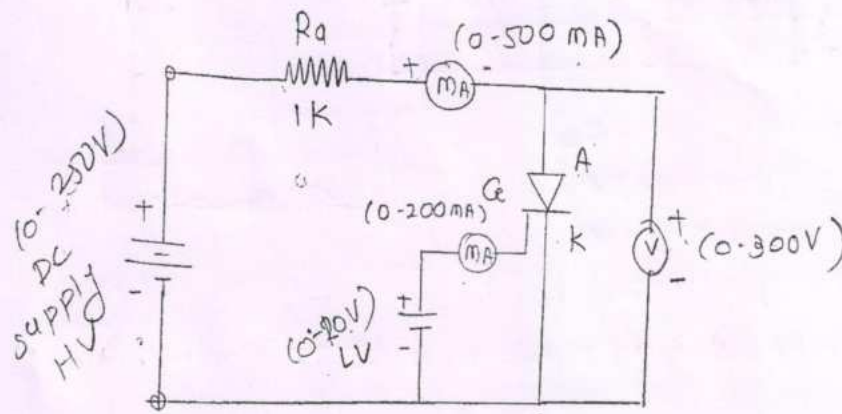 Ra
(0-500 mA)
+
-
mA
1K
(0-250V)
DC
supply
HV
+
-
A
G
(0-200mA)
mA
K
V
+
-
(0-300V)
+
-
(0-20V)
LV